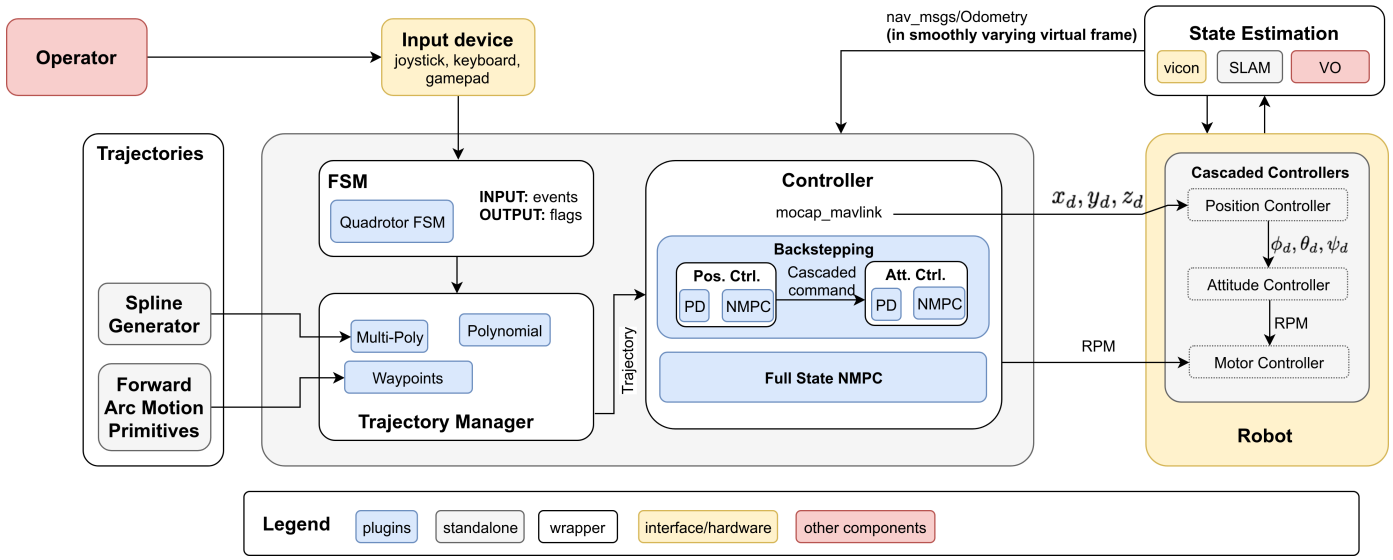 Operator
Input device
joystick, keyboard,
gamepad
nav_msgs/Odometry
(in smoothly varying virtual frame)
State Estimation
vicon
SLAM
VO
Trajectories
Spline
Generator
Forward
Arc Motion
Primitives
FSM
Quadrotor FSM
INPUT: events
OUTPUT: flags
Multi-Poly
Polynomial
Waypoints
Trajectory Manager
Trajectory
Controller
mocap_mavlink
Backstepping
Pos. Ctrl.
PD
NMPC
Cascaded
command
Att. Ctrl.
PD
NMPC
Full State NMPC
x_d, y_d, z_d
RPM
Cascaded Controllers
Position Controller
ϕ_d, θ_d, ψ_d
Attitude Controller
RPM
Motor Controller
Robot
Legend
plugins
standalone
wrapper
interface/hardware
other components